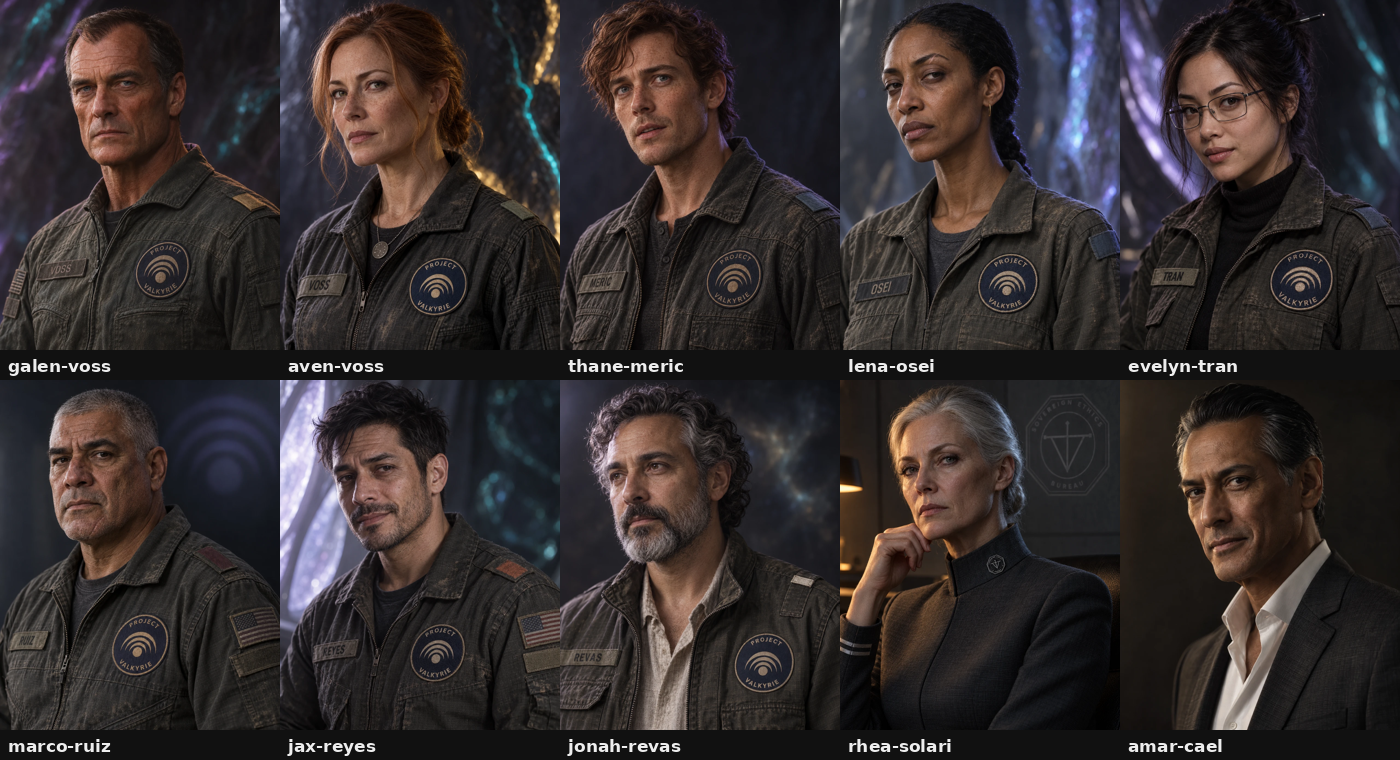 VOSS
PROJECT
VALKYRIE
VOSS
PROJECT
VALKYRIE
MERIC
PROJECT
VALKYRIE
OSEI
PROJECT
VALKYRIE
TRAN
PROJECT
VALKYRIE
galen-voss
aven-voss
thane-meric
lena-osei
evelyn-tran
RUIZ
PROJECT
VALKYRIE
REYES
PROJECT
VALKYRIE
REVAS
PROJECT
VALKYRIE
BUREAU
marco-ruiz
jax-reyes
jonah-revas
rhea-solari
amar-cael